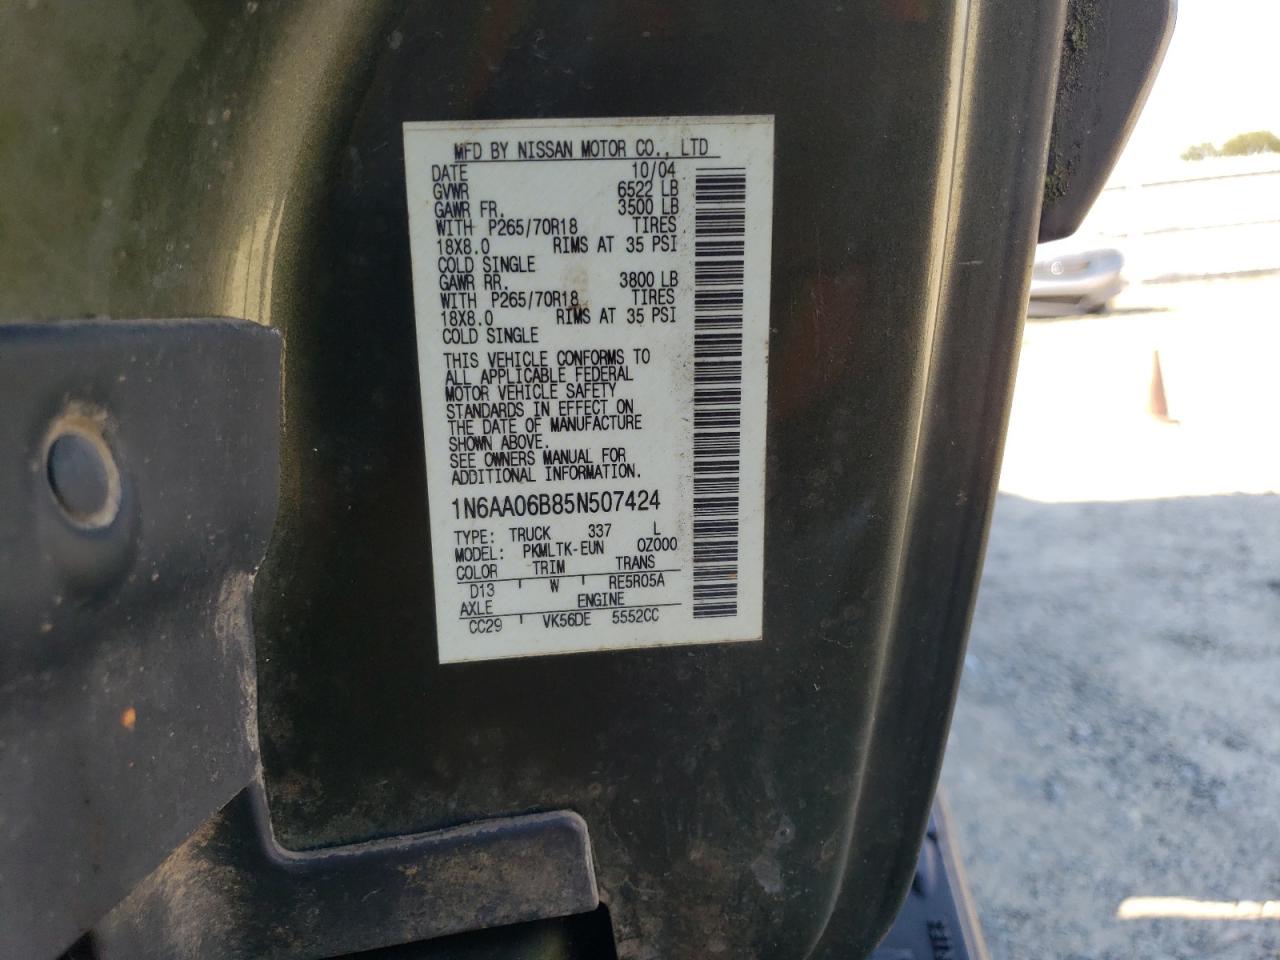 MFD BY NISSAN MOTOR CO., LTD
DATE 10/04
GVWR 6522 LB
GAWR FR. 3500 LB
WITH P265/70R18 TIRES
18X8.0 RIMS AT 35 PSI
COLD SINGLE
GAWR RR. 3800 LB
WITH P265/70R18 TIRES
18X8.0 RIMS AT 35 PSI
COLD SINGLE
THIS VEHICLE CONFORMS TO
ALL APPLICABLE FEDERAL
MOTOR VEHICLE SAFETY
STANDARDS IN EFFECT ON
THE DATE OF MANUFACTURE
SHOWN ABOVE.
SEE OWNERS MANUAL FOR
ADDITIONAL INFORMATION.
1N6AA06B85N507424
TYPE: TRUCK 337 L
MODEL: PKMLTK-EUN 0Z000
COLOR TRIM TRANS
D13 W RE5R05A
AXLE ENGINE
CC29 VK56DE 5552CC